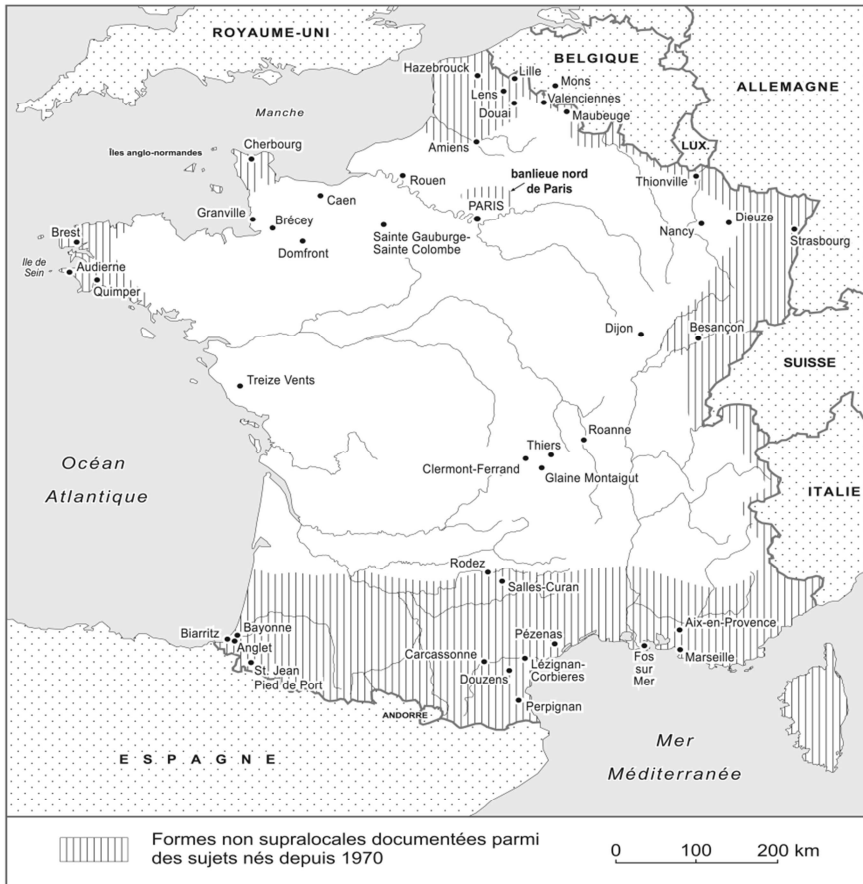 ROYAUME-UNI
BELGIQUE
ALLEMAGNE
Hazebrouck
Lille
Mons
Lens
Valenciennes
Douai
Maubeuge
Manche
LUX.
Cherbourg
Amiens
Îles anglo-normandes
banlieue nord
de Paris
Rouen
Thionville
Caen
PARIS
Granville
Brécey
Nancy
Dieuze
Brest
Sainte Gauburge-
Sainte Colombe
Strasbourg
Domfront
Ile de
Sein
Audierne
Quimper
Dijon
Besançon
SUISSE
Treize Vents
Roanne
Thiers
Océan
Atlantique
Clermont-Ferrand
Glaine Montaigut
ITALIE
Rodez
Salles-Curan
Aix-en-Provence
Bayonne
Biarritz
Anglet
Pézenas
Carcassonne
Lézignan-
Corbieres
Fos
sur
Mer
Marseille
St. Jean
Pied de Port
Douzens
Perpignan
ANDORRE
Mer
Méditerranée
ESPAGNE
Formes non supralocales documentées parmi
des sujets nés depuis 1970
0 100 200 km